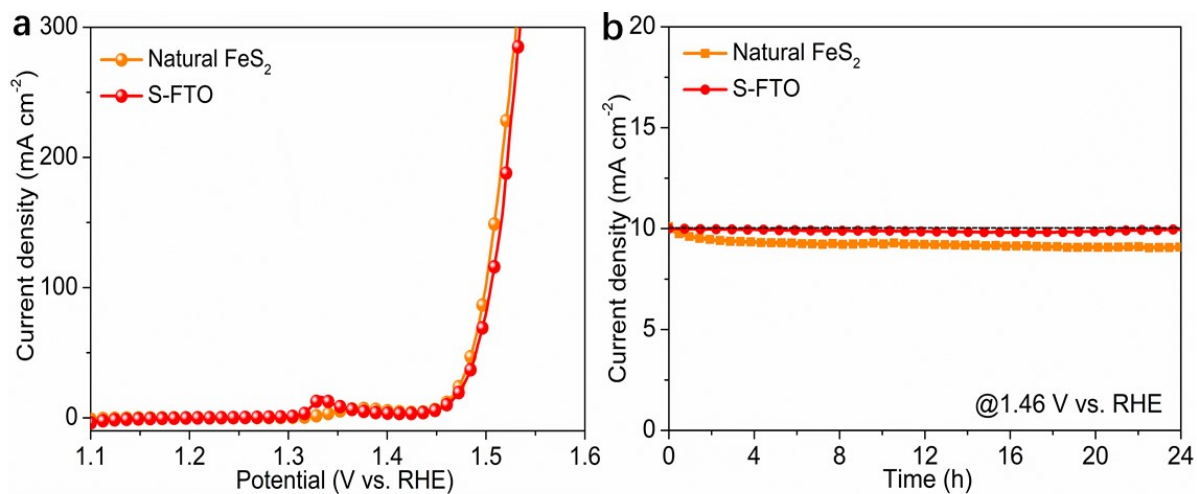 a
300
200
100
0
Current density (mA cm⁻²)
Natural FeS₂
S-FTO
1.1 1.2 1.3 1.4 1.5 1.6
Potential (V vs. RHE)
b
20
15
10
5
0
Current density (mA cm⁻²)
Natural FeS₂
S-FTO
@1.46 V vs. RHE
0 4 8 12 16 20 24
Time (h)